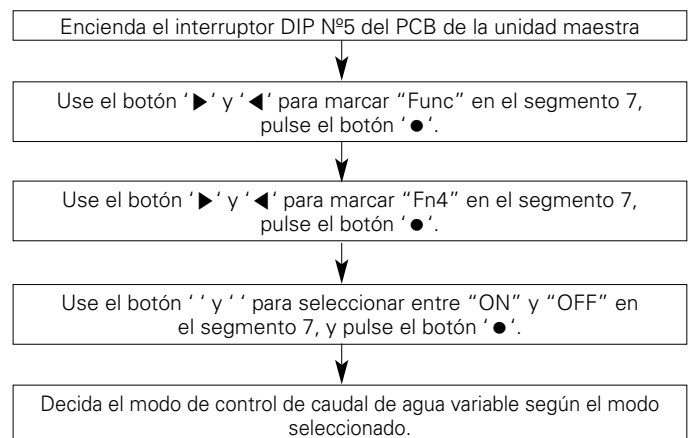 Encienda el interruptor DIP Nº5 del PCB de la unidad maestra
Use el botón ‘▶‘ y ‘◀‘ para marcar “Func” en el segmento 7,
pulse el botón ‘●‘.
Use el botón ‘▶‘ y ‘◀‘ para marcar “Fn4” en el segmento 7,
pulse el botón ‘●‘.
Use el botón ‘ ‘ y ‘ ‘ para seleccionar entre “ON” y “OFF” en
el segmento 7, y pulse el botón ‘●‘.
Decida el modo de control de caudal de agua variable según el modo
seleccionado.